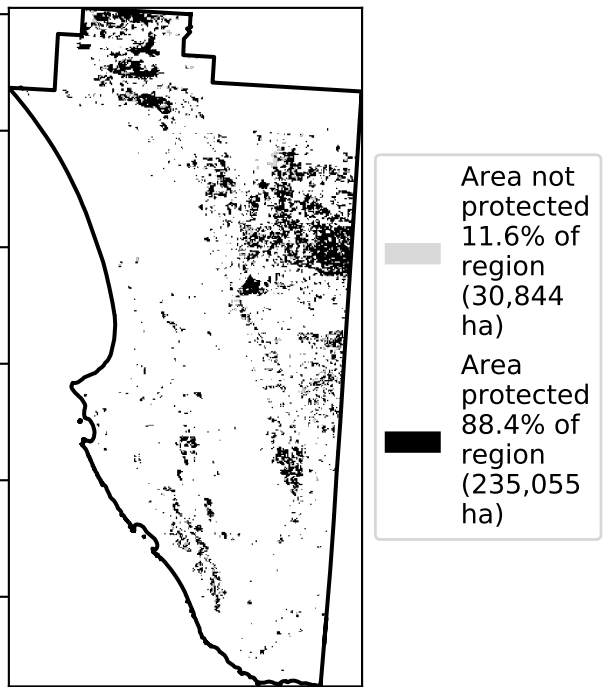 Area not
protected
11.6% of
region
(30,844
ha)
Area
protected
88.4% of
region
(235,055
ha)